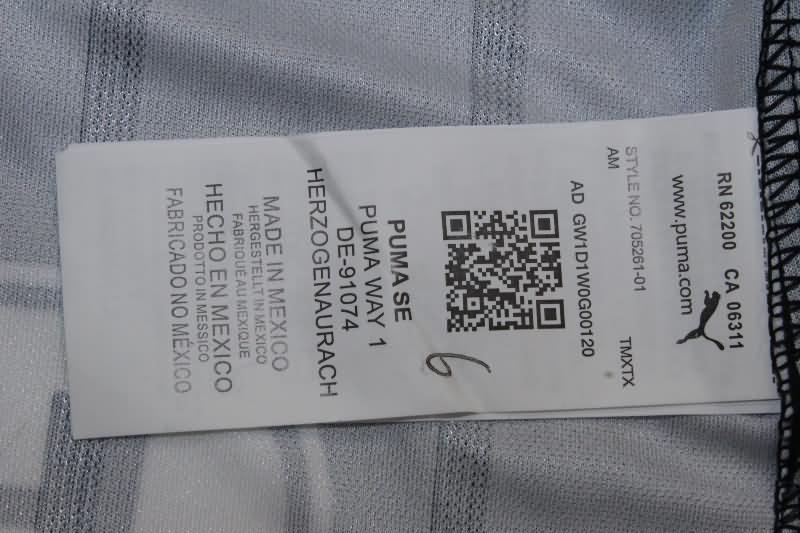 RN 62200 CA 06311
www.puma.com
STYLE NO. 705261-01
AM
TMXTX
AD GW1D1W0G00120
6
PUMA SE
PUMA WAY 1
DE-91074
HERZOGENAURACH
MADE IN MEXICO
HERGESTELLT IN MEXICO
FABRIQUE AU MEXIQUE
HECHO EN MEXICO
PRODOTTO IN MESSICO
FABRICADO NO MÉXICO